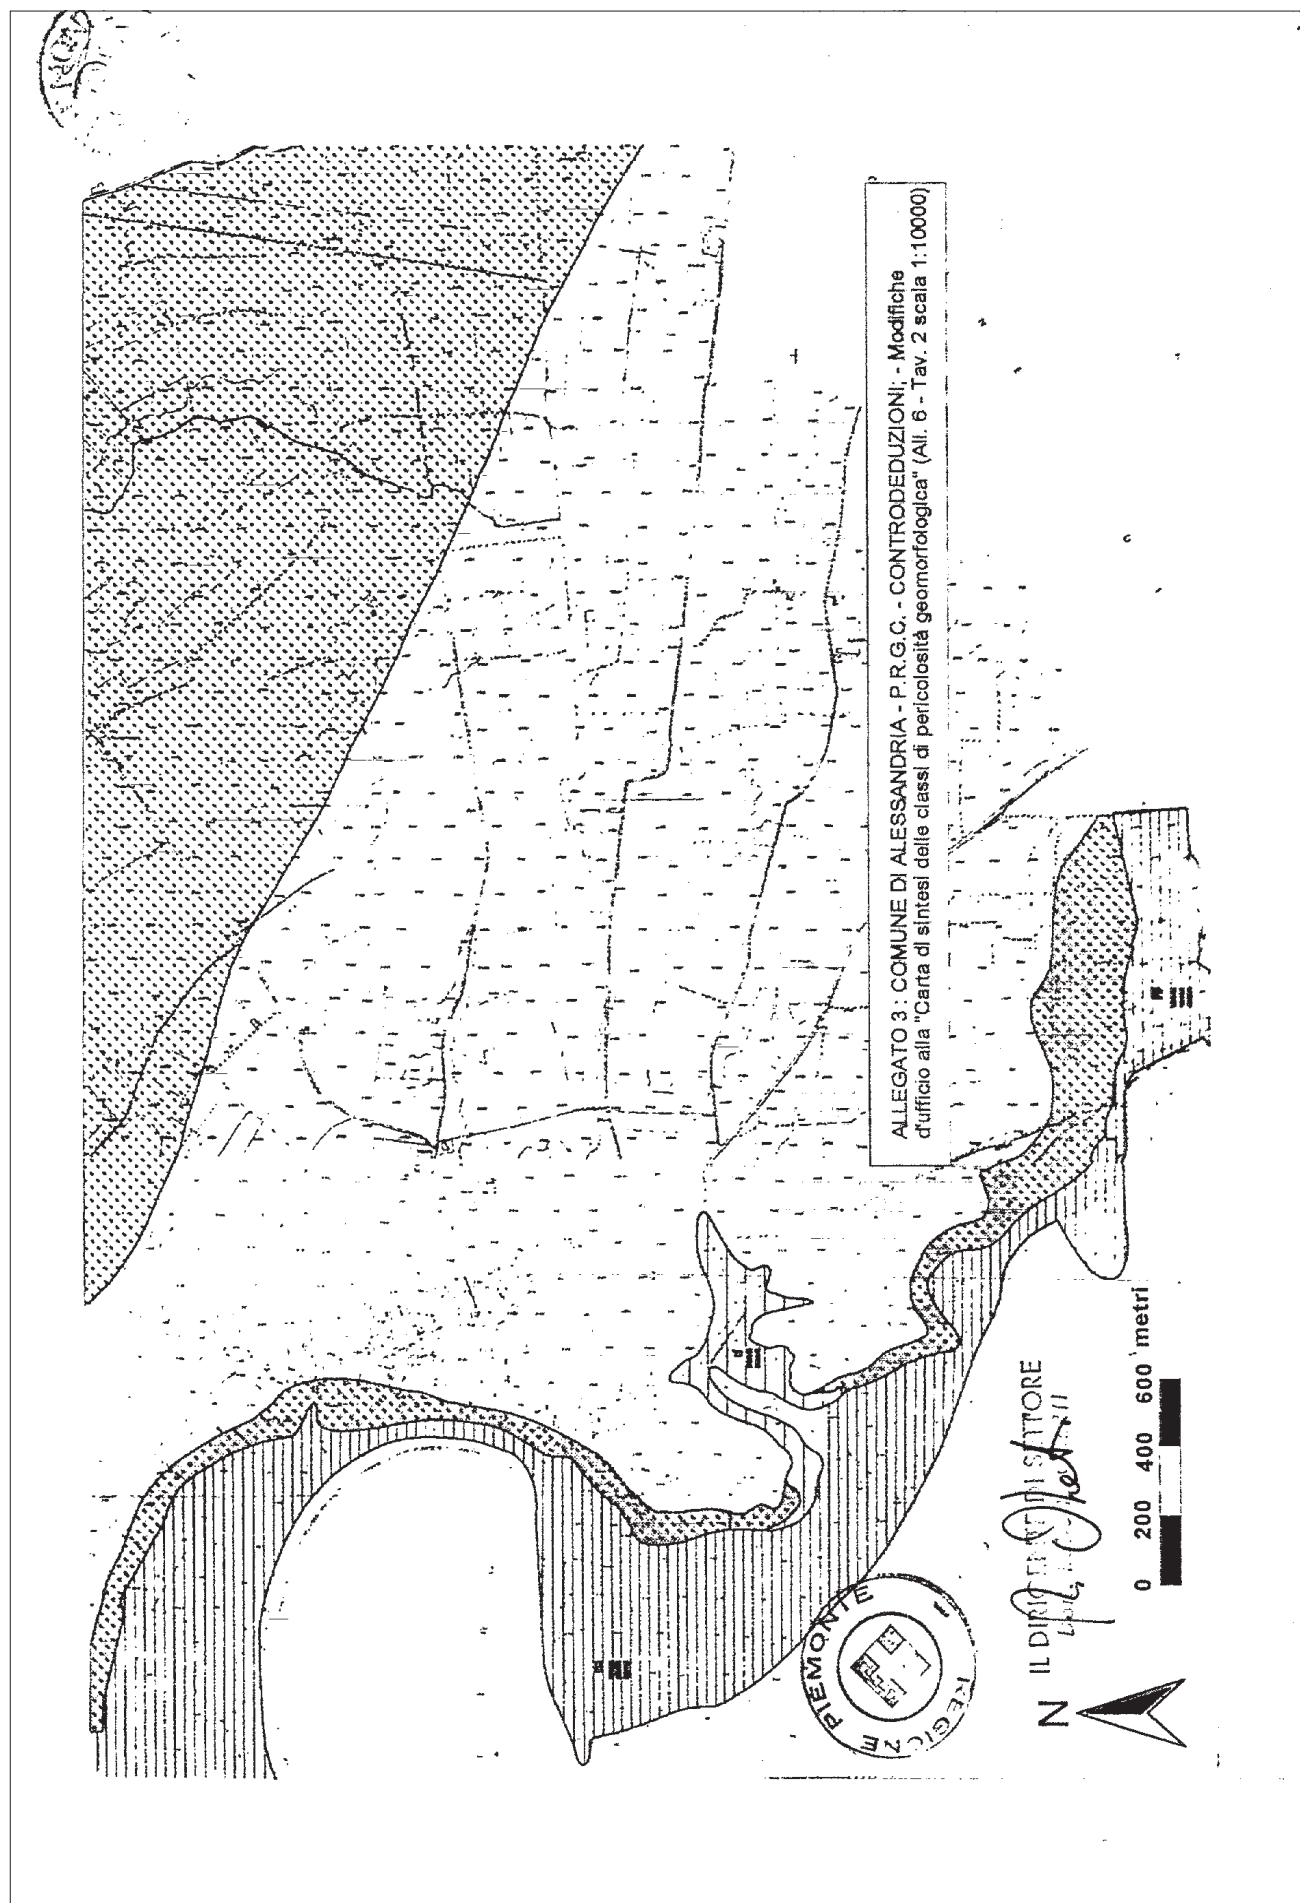 ALLEGATO 3 : COMUNE DI ALESSANDRIA - P.R.G.C. - CONTRODEDUZIONI; - Modifiche
d'ufficio alla "Carta di sintesi delle classi di pericolosità geomorfologica" (All. 6 - Tav. 2 scala 1:10000)
IL DIRIGENTE DI SETTORE
REGIONE PIEMONTE
N
0 200 400 600 metri